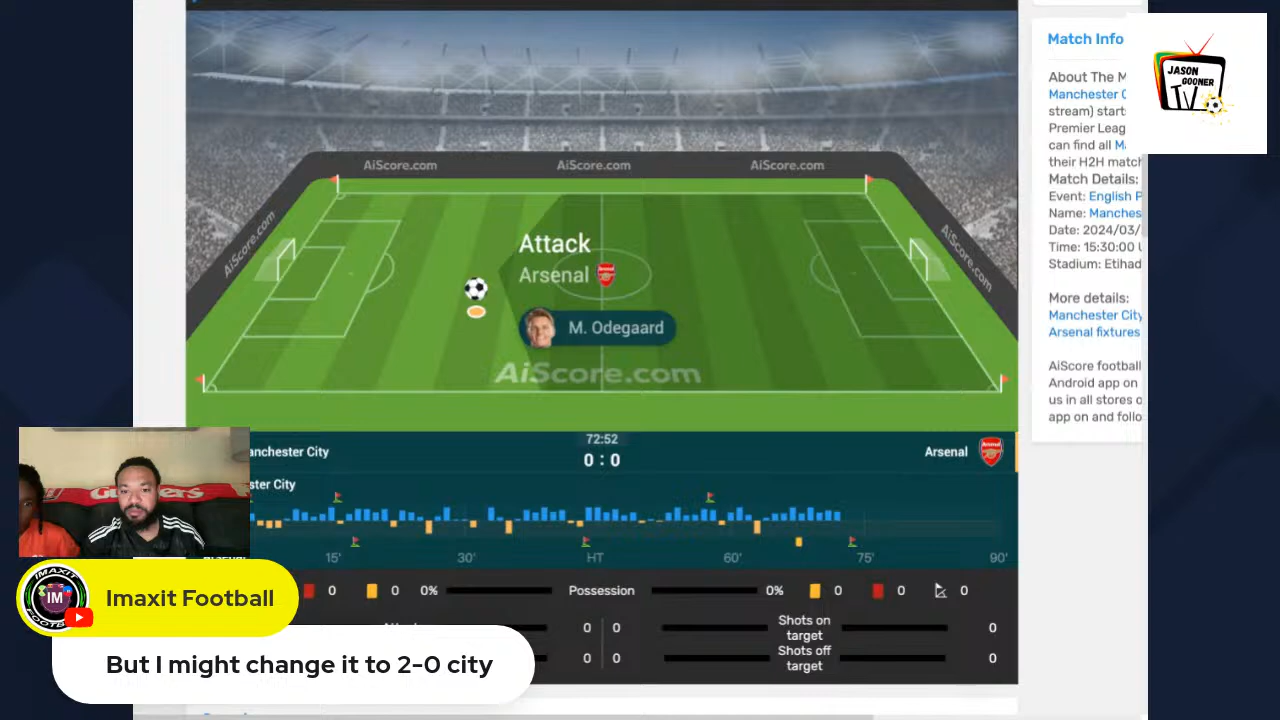 AiScore.com
AiScore.com
AiScore.com
AiScore.com
AiScore.com
Attack
Arsenal
M. Odegaard
AiScore.com
72:52
Manchester City
0 : 0
Arsenal
15'
30'
HT
60'
75'
90'
0
0
0%
Possession
0%
0
0
0
0
0
Shots on
target
0
0
0
Shots off
target
0
Match Info
About The M
Manchester
stream) start
Premier Leag
can find all M
their H2H match
Match Details:
Event: English P
Name: Manches
Date: 2024/03/
Time: 15:30:00 U
Stadium: Etihad
More details:
Manchester City
Arsenal fixtures
AiScore football
Android app on
us in all stores o
app on and follo
JASON
GOONER
TV
IMAXIT
IM
FOOTBALL
Imaxit Football
But I might change it to 2-0 city